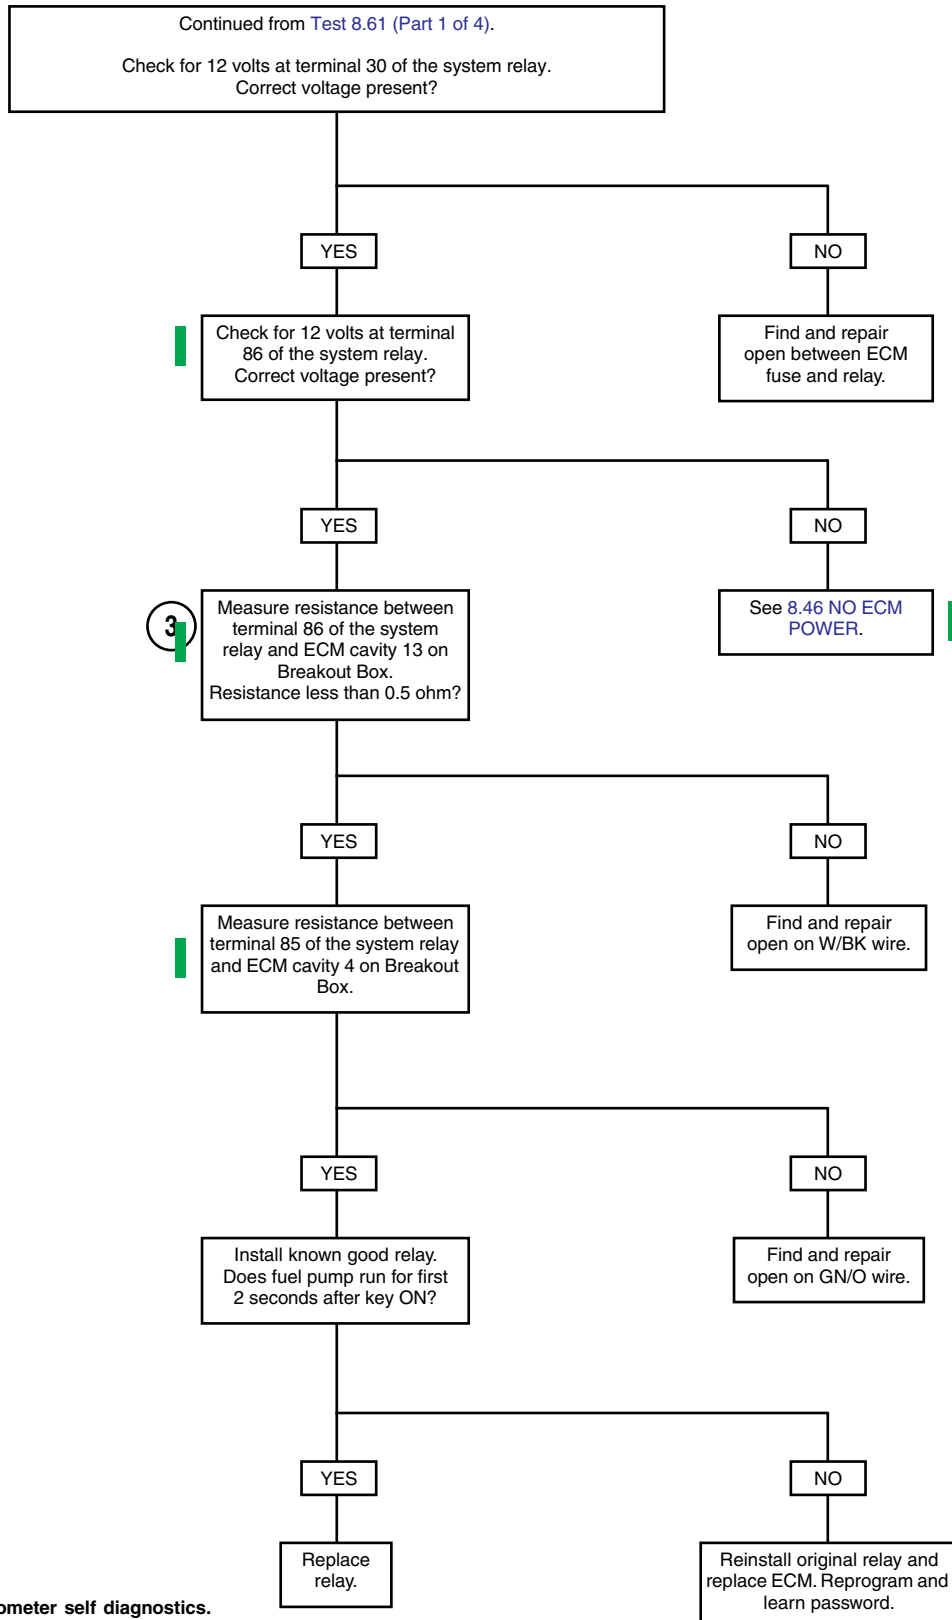 Continued from Test 8.61 (Part 1 of 4).
Check for 12 volts at terminal 30 of the system relay.
Correct voltage present?
YES
NO
Check for 12 volts at terminal
86 of the system relay.
Correct voltage present?
Find and repair
open between ECM
fuse and relay.
YES
NO
3
Measure resistance between
terminal 86 of the system
relay and ECM cavity 13 on
Breakout Box.
Resistance less than 0.5 ohm?
See 8.46 NO ECM
POWER.
YES
NO
Measure resistance between
terminal 85 of the system relay
and ECM cavity 4 on Breakout
Box.
Find and repair
open on W/BK wire.
YES
NO
Install known good relay.
Does fuel pump run for first
2 seconds after key ON?
Find and repair
open on GN/O wire.
YES
NO
Replace
relay.
Reinstall original relay and
replace ECM. Reprogram and
learn password.
ometer self diagnostics.